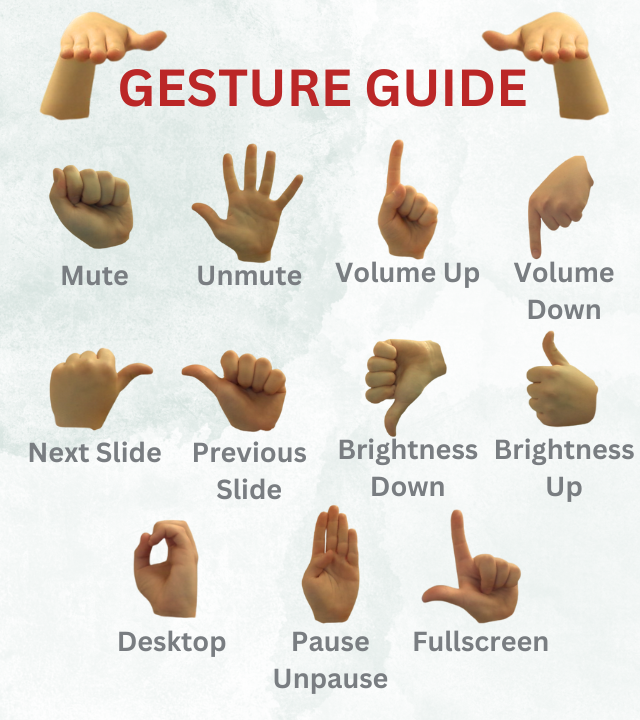 GESTURE GUIDE
Mute
Unmute
Volume Up
Volume
Down
Next Slide
Previous
Slide
Brightness
Down
Brightness
Up
Desktop
Pause
Unpause
Fullscreen